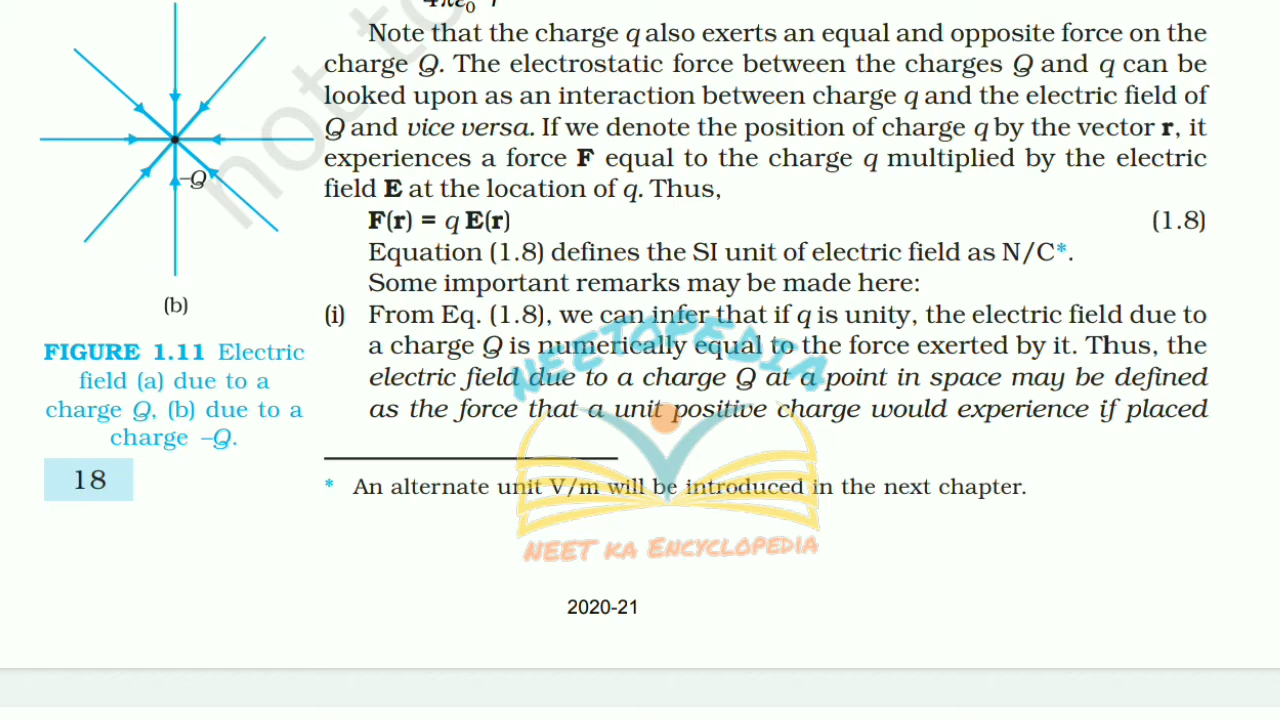 Note that the charge q also exerts an equal and opposite force on the
charge Q. The electrostatic force between the charges Q and q can be
looked upon as an interaction between charge q and the electric field of
Q and vice versa. If we denote the position of charge q by the vector r, it
experiences a force F equal to the charge q multiplied by the electric
field E at the location of q. Thus,
F(r) = q E(r) (1.8)
Equation (1.8) defines the SI unit of electric field as N/C*.
Some important remarks may be made here:
(i) From Eq. (1.8), we can infer that if q is unity, the electric field due to
a charge Q is numerically equal to the force exerted by it. Thus, the
electric field due to a charge Q at a point in space may be defined
as the force that a unit positive charge would experience if placed
–Q
(b)
FIGURE 1.11 Electric
field (a) due to a
charge Q, (b) due to a
charge –Q.
18
* An alternate unit V/m will be introduced in the next chapter.
not to
NEETOPEDIA
NEET KA ENCYCLOPEDIA
2020-21